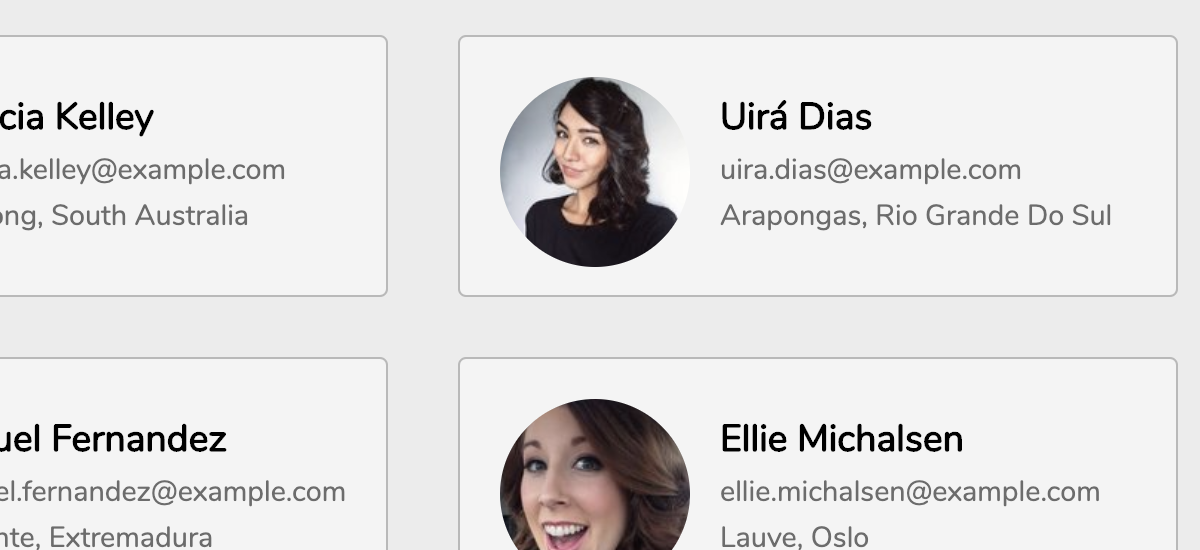 cia Kelley
a.kelley@example.com
ong, South Australia
Uirá Dias
uira.dias@example.com
Arapongas, Rio Grande Do Sul
uel Fernandez
el.fernandez@example.com
nte, Extremadura
Ellie Michalsen
ellie.michalsen@example.com
Lauve, Oslo